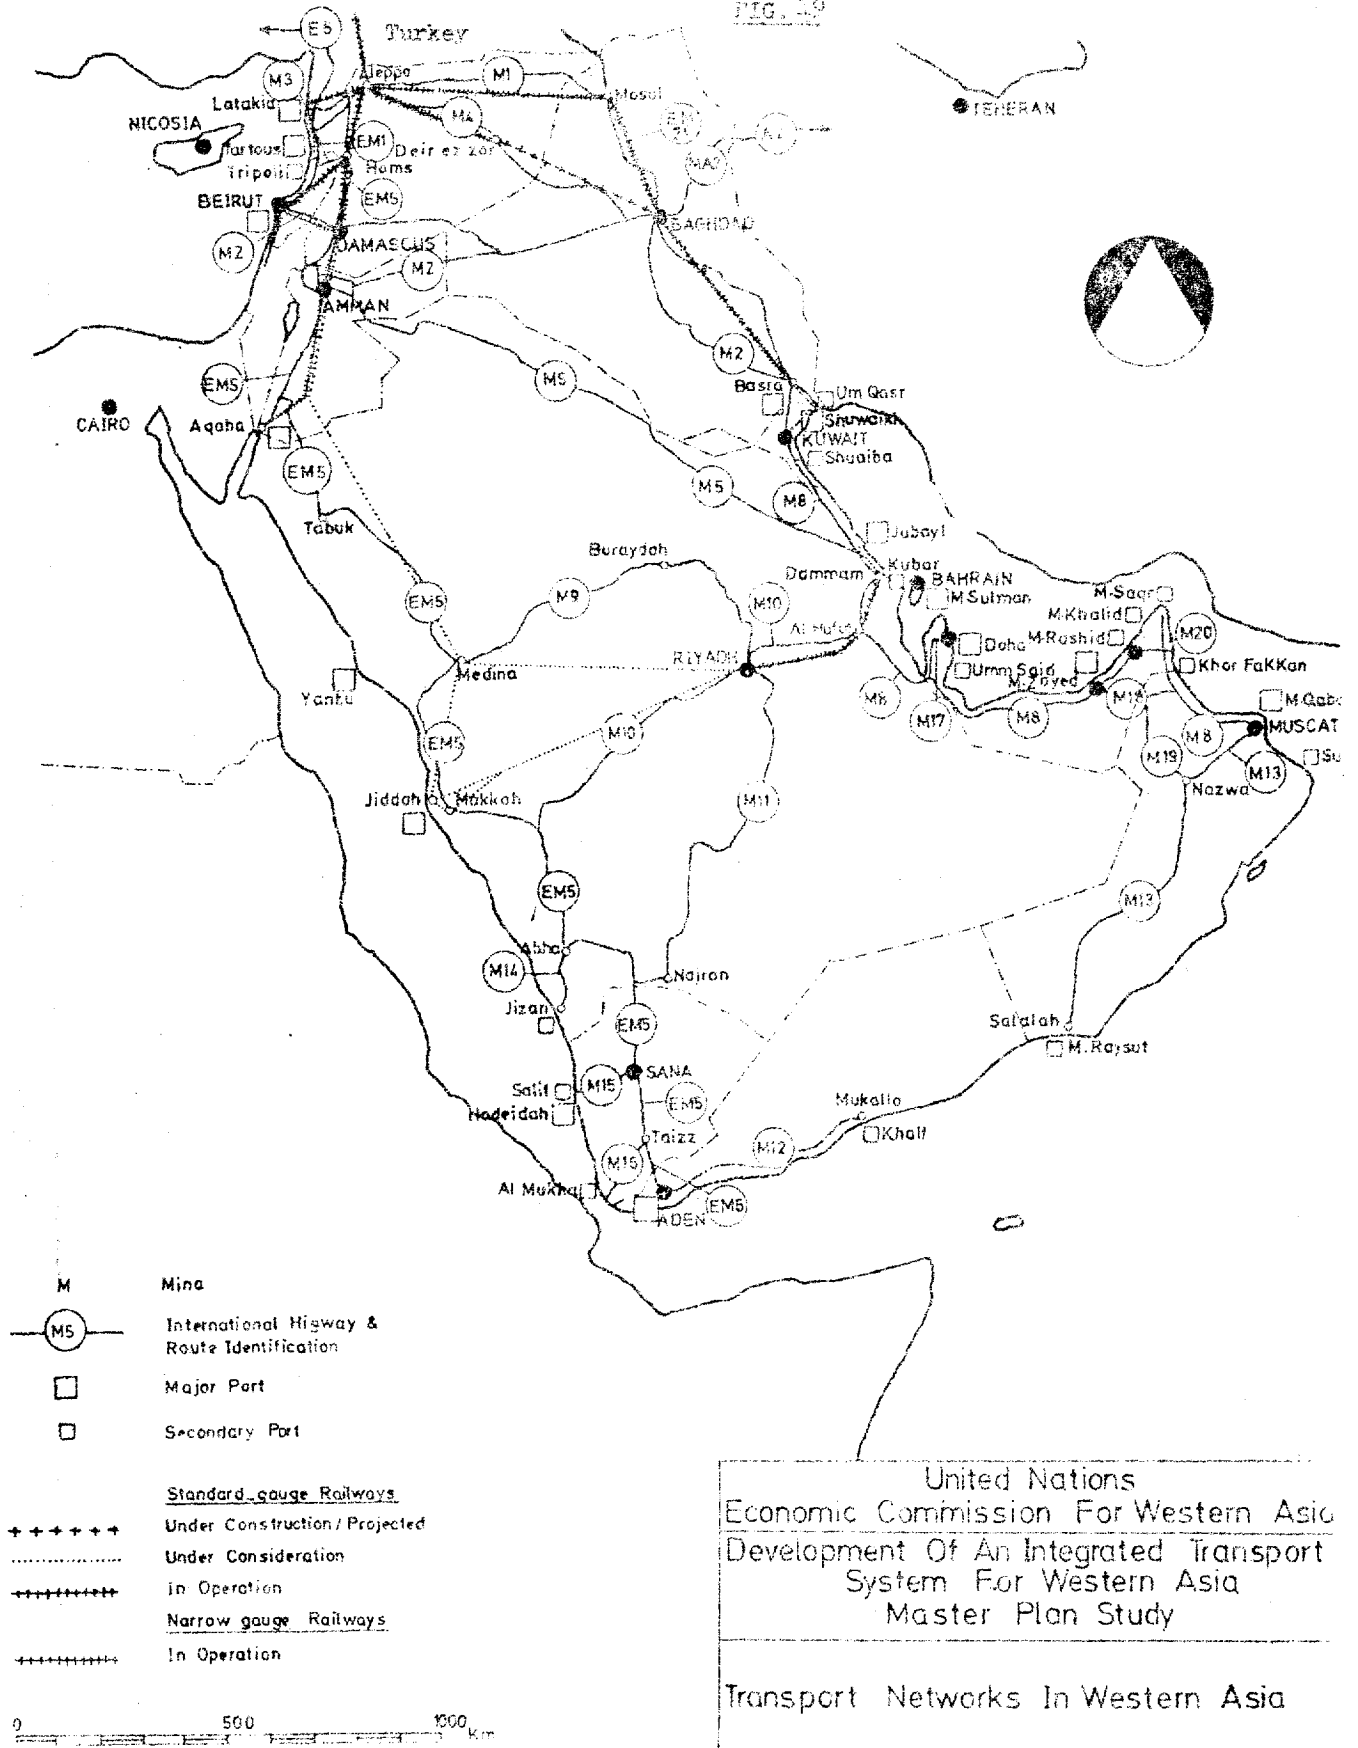 FIG. 29
E5
Turkey
M3
Aleppo
M1
Latakia
Mosul
M4
TEHERAN
NICOSIA
Tartous
EM1
Deir ez zor
Tripoli
Homs
MA2
BEIRUT
EM5
BAGHDAD
M2
DAMASCUS
M2
AMMAN
M2
EM5
M5
Basra
Um Qasr
CAIRO
Aqaba
Shuwaikh
KUWAIT
Shuaiba
EM5
M5
M8
Tabuk
Jubayl
Buraydah
Kubar
Dammam
BAHRAIN
M.Sulman
EM5
M9
M10
M-Saqr
M-Khalid
M-Rashid
M20
Al Hufuf
Doha
RIYADH
Medina
Umm Said
M.Zayed
Khor FaKKan
Yanbu
M8
M17
M8
M18
M.Qabo
MUSCAT
EM5
M10
M8
M19
M13
Su
Nazwa
Jiddah
Makkah
M11
EM5
M13
Abha
M14
Najran
Jizan
EM5
Salalah
M.Raysut
SANA
Salif
M15
Hodeidah
EM5
Mukalla
Taizz
Khalf
M12
M16
Al Mukha
EM5
ADEN
M Mina
M5 International Higway &
Route Identification
Major Port
Secondary Port
Standard gauge Railways
Under Construction/Projected
Under Consideration
In Operation
Narrow gauge Railways
In Operation
0 500 1000 Km
United Nations
Economic Commission For Western Asia
Development Of An Integrated Transport
System For Western Asia
Master Plan Study
Transport Networks In Western Asia